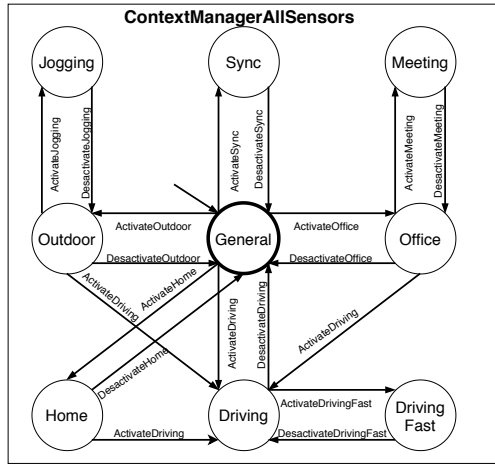 ContextManagerAllSensors
Jogging
Sync
Meeting
ActivateJogging
DesactivateJogging
ActivateSync
DesactivateSync
ActivateMeeting
DesactivateMeeting
Outdoor
ActivateOutdoor
General
ActivateOffice
Office
DesactivateOutdoor
DesactivateOffice
ActivateDriving
ActivateHome
DesactivateHome
ActivateDriving
DesactivateDriving
ActivateDriving
Home
Driving
Driving
Fast
ActivateDrivingFast
ActivateDriving
DesactivateDrivingFast